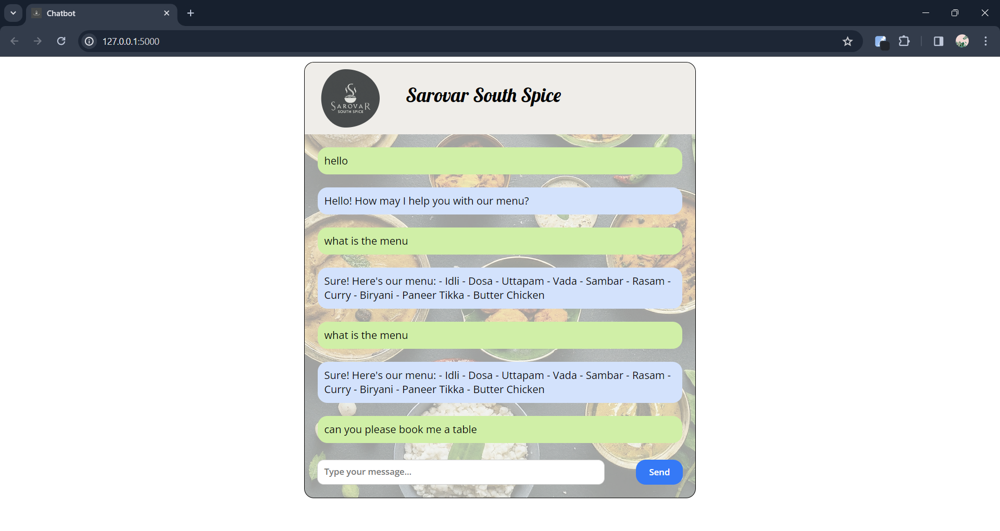 Chatbot
127.0.0.1:5000
SAROVAR
SOUTH SPICE
Sarovar South Spice
hello
Hello! How may I help you with our menu?
what is the menu
Sure! Here's our menu: - Idli - Dosa - Uttapam - Vada - Sambar - Rasam -
Curry - Biryani - Paneer Tikka - Butter Chicken
what is the menu
Sure! Here's our menu: - Idli - Dosa - Uttapam - Vada - Sambar - Rasam -
Curry - Biryani - Paneer Tikka - Butter Chicken
can you please book me a table
Type your message...
Send